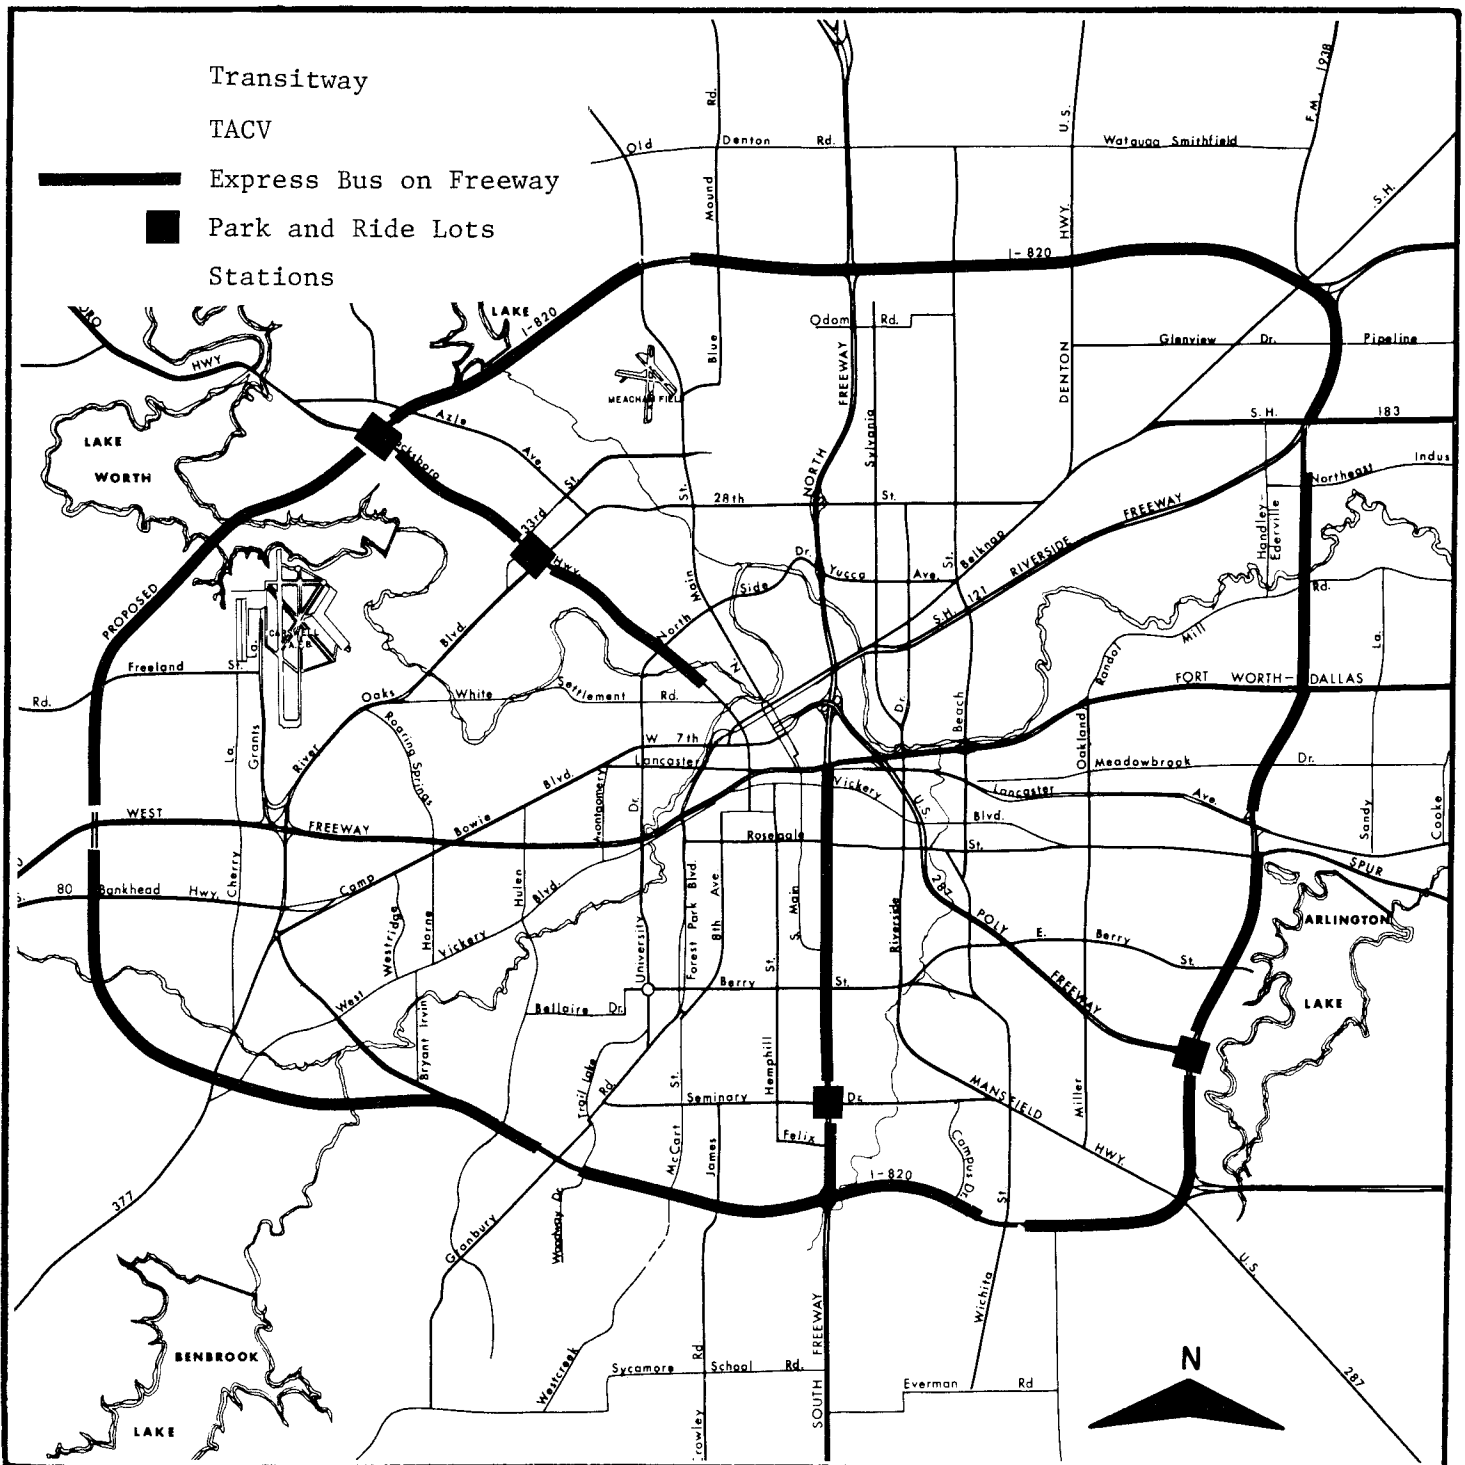 Transitway
TACV
Express Bus on Freeway
Park and Ride Lots
Stations
Old
Denton Rd.
Mound
Rd.
U.S.
HWY.
Watauga Smithfield
F.M. 1938
S.H.
I-820
LAKE
I-820
HWY
Odom Rd.
Blue
MEACHAM FIELD
FREEWAY
NORTH
Sylvania
DENTON
Glenview Dr. Pipeline
S.H. 183
LAKE
WORTH
Azle
Ave.
33rd
St.
HWY.
St.
28th St.
Northeast
Indus
FREEWAY
RIVERSIDE
Handley-
Ederville
Belknap
St.
Dr.
Yucca Ave.
Side
North
Main
N.
S.H. 121
PROPOSED
La.
Freeland St.
Rd.
Blvd.
Oaks
White
Settlement Rd.
Roaring Springs
River
Grants
La.
Rd.
Mill
Randol
La.
FORT WORTH-DALLAS
Dr.
Beach
Oakland
Meadowbrook Dr.
W 7th
Lancaster
Vickery
Lancaster Ave.
U.S.
Blvd.
Montgomery
Dr.
Blvd.
Bowie
Camp
WEST FREEWAY
Rosedale St.
Sandy
Cooke
SPUR
80 Bankhead Hwy.
Cherry
Hulen
Blvd.
Vickery
West
Westridge
Horne
University
Forest Park Blvd.
8th Ave
S. Main
Riverside
287
POLY
FREEWAY
E. Berry St.
ARLINGTON
LAKE
Berry St.
Bellaire Dr.
Bryant Irvin
Trail Lake
Rd.
St.
McCart
Hemphill
St.
Seminary Dr.
James
Felix
I-820
Campus Dr.
St.
MANSFIELD
HWY.
Miller
377
Granbury
Woodway Dr.
Wichita
U.S.
287
BENBROOK
LAKE
Westcreek
Sycamore School Rd.
Rd
SOUTH FREEWAY
Everman Rd
N